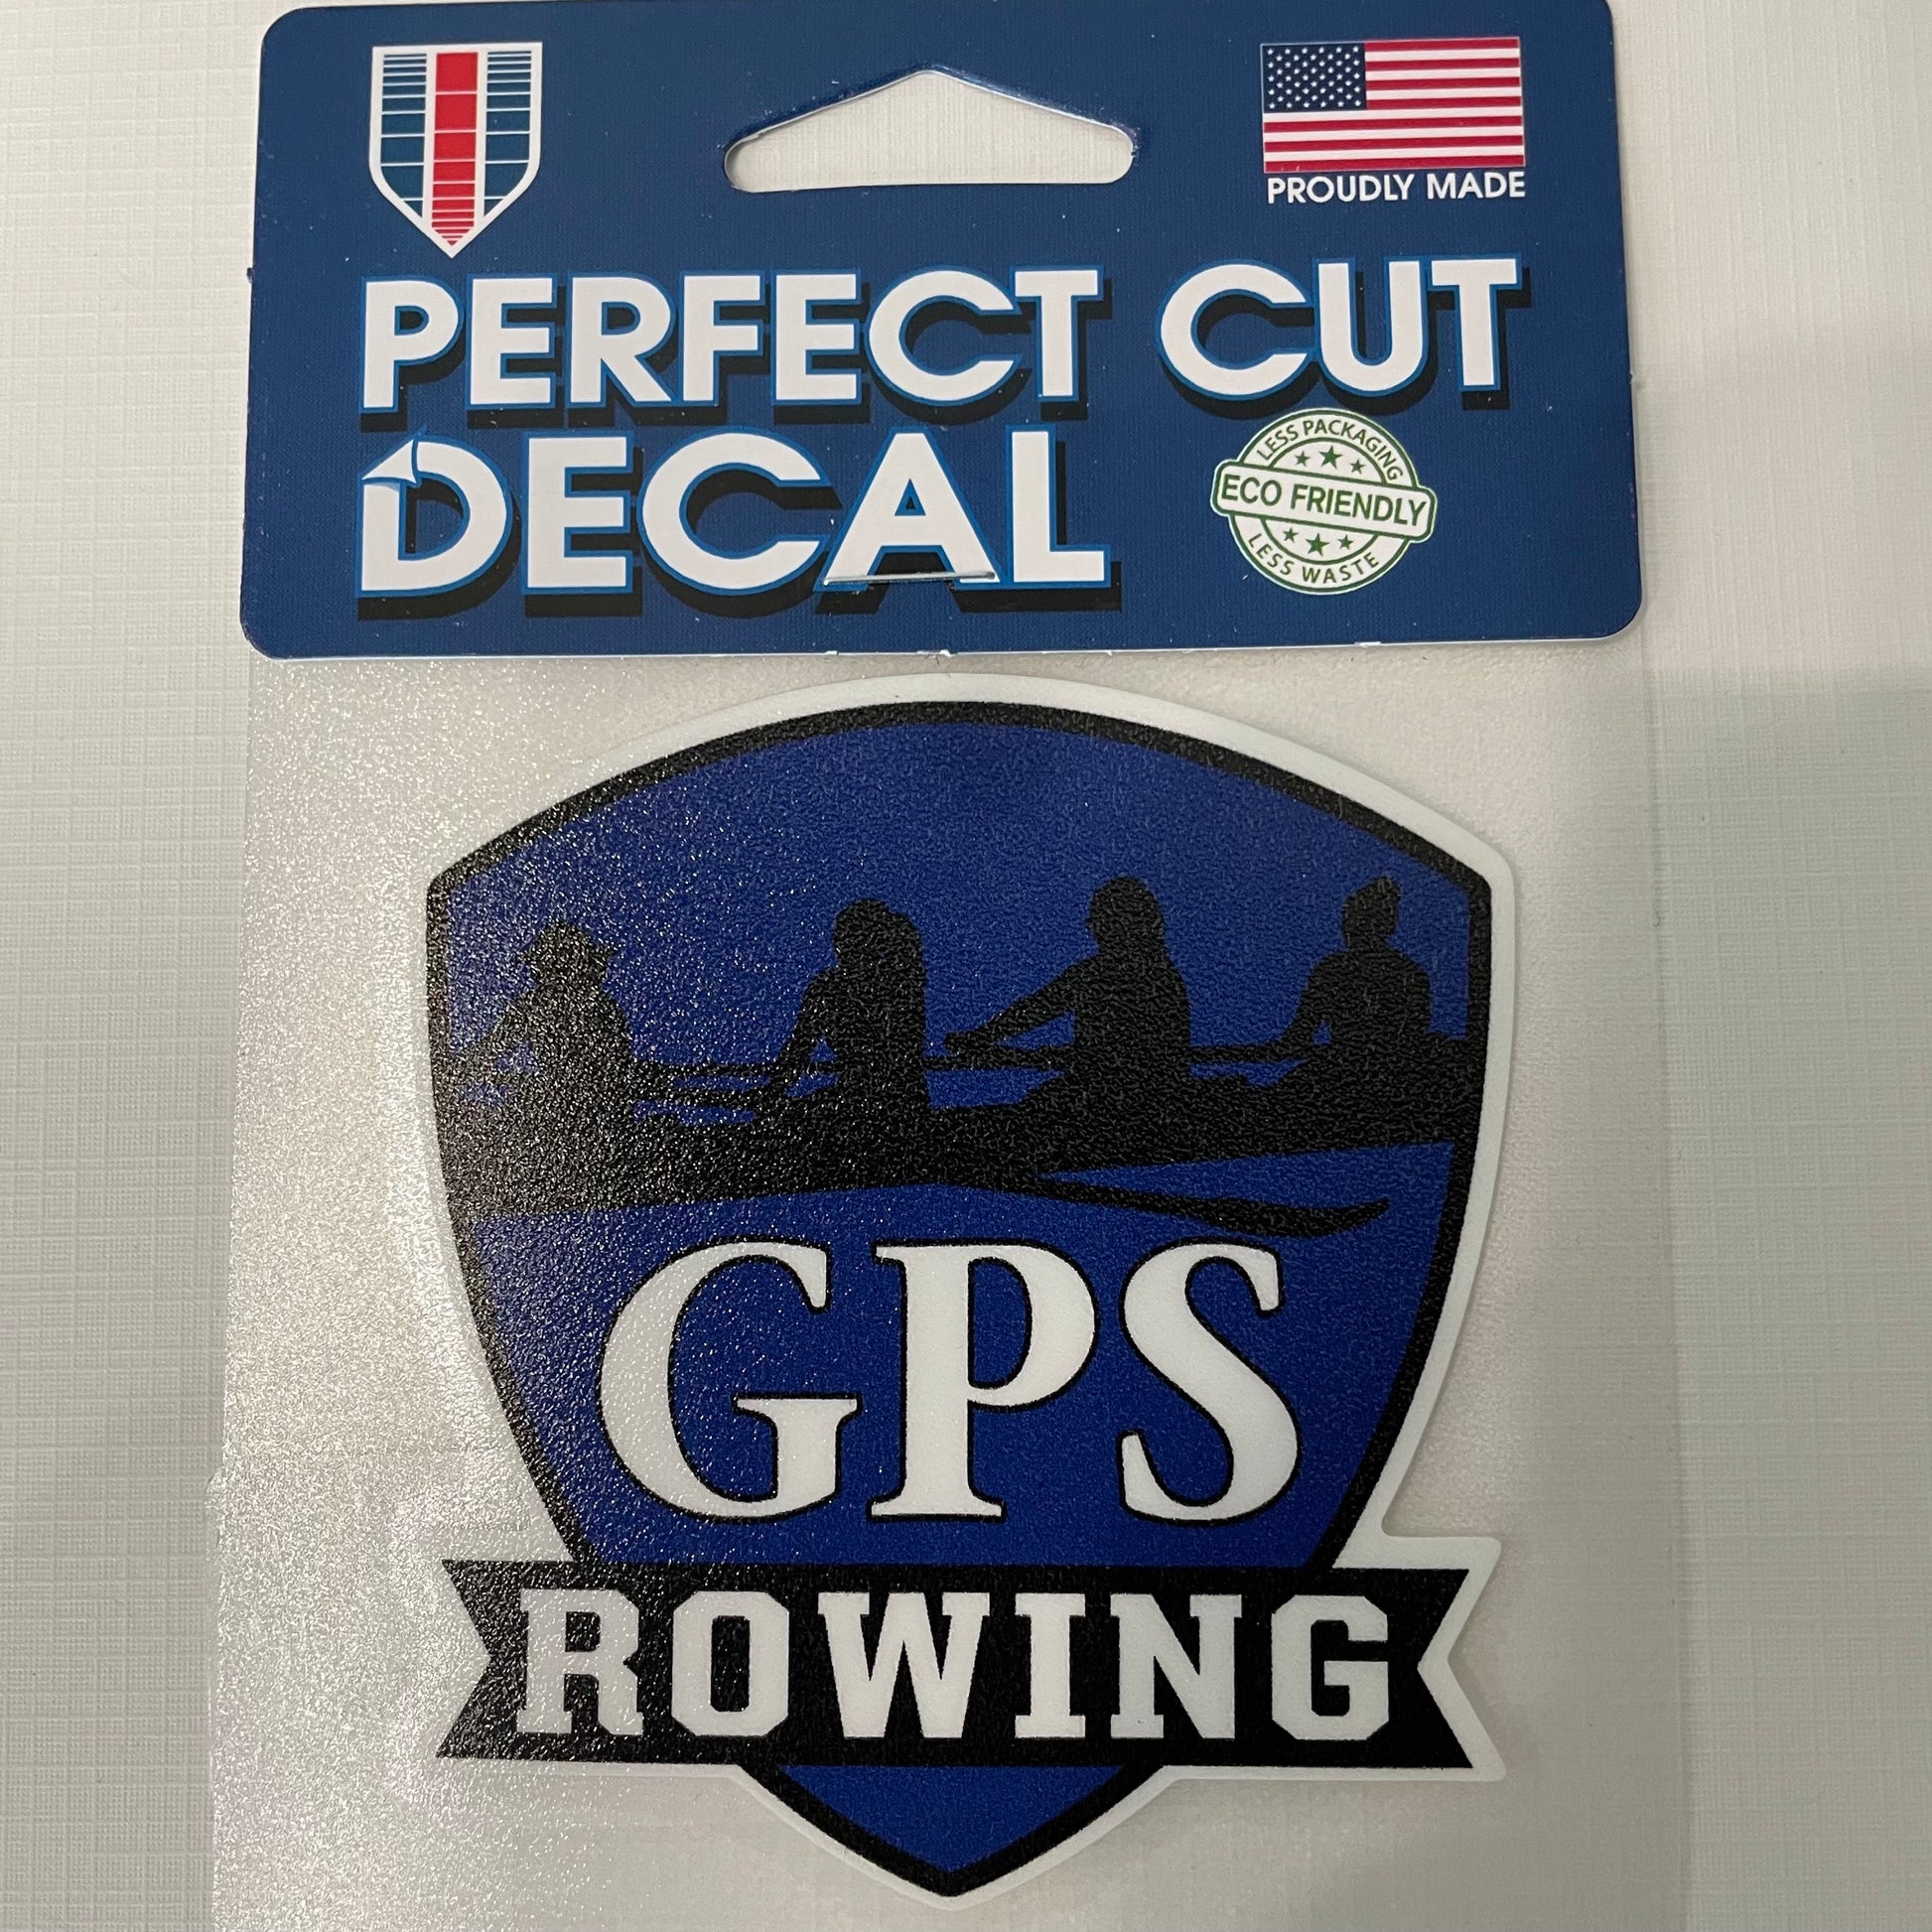 PROUDLY MADE
PERFECT CUT
DECAL
LESS PACKAGING
ECO FRIENDLY
LESS WASTE
GPS
ROWING